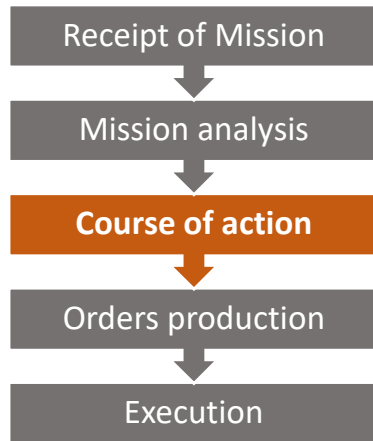 Receipt of Mission
Mission analysis
Course of action
Orders production
Execution